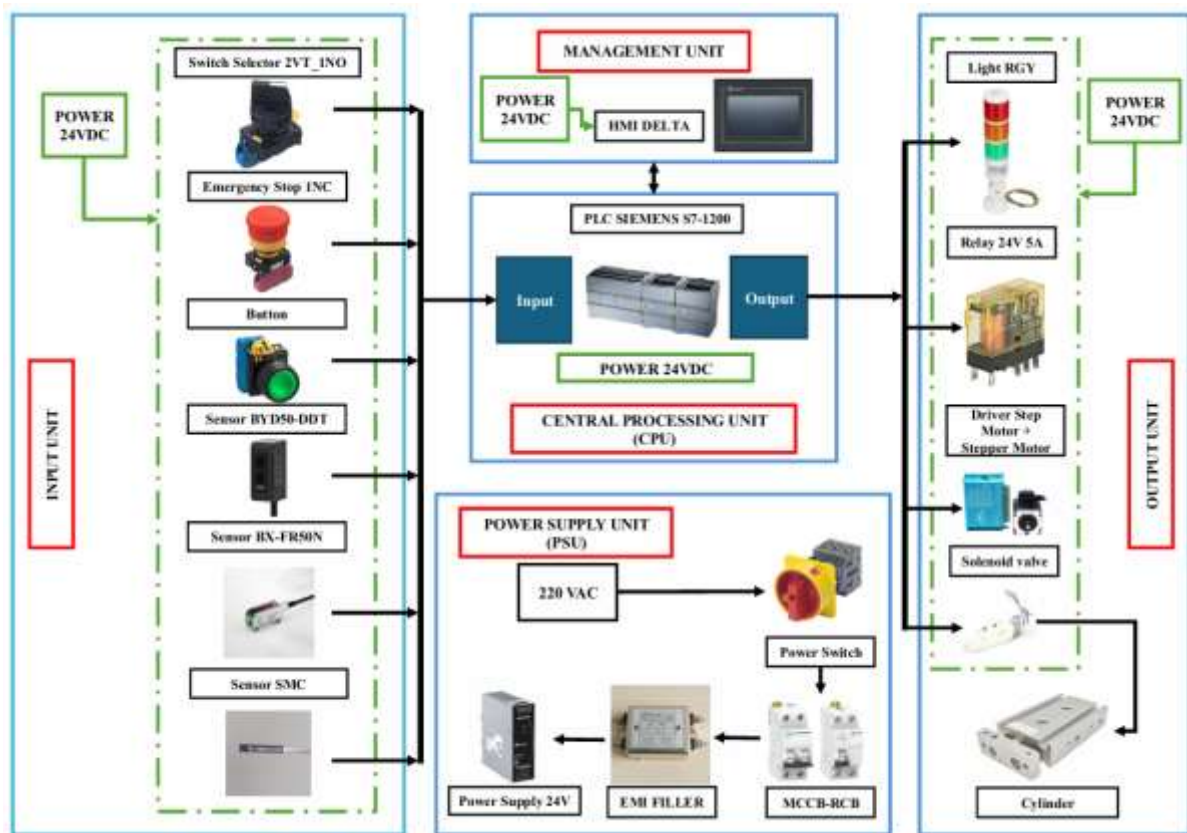 Switch Selector 2VT_1NO
POWER
24VDC
Emergency Stop 1NC
Button
Sensor BYD50-DDT
INPUT UNIT
Sensor BX-FR50N
Sensor SMC
MANAGEMENT UNIT
POWER
24VDC
HMI DELTA
PLC SIEMENS S7-1200
Input
Output
POWER 24VDC
CENTRAL PROCESSING UNIT
(CPU)
POWER SUPPLY UNIT
(PSU)
220 VAC
Power Switch
Power Supply 24V
EMI FILLER
MCCB-RCB
Light RGY
POWER
24VDC
Relay 24V 5A
Driver Step
Motor +
Stepper Motor
OUTPUT UNIT
Solenoid valve
Cylinder